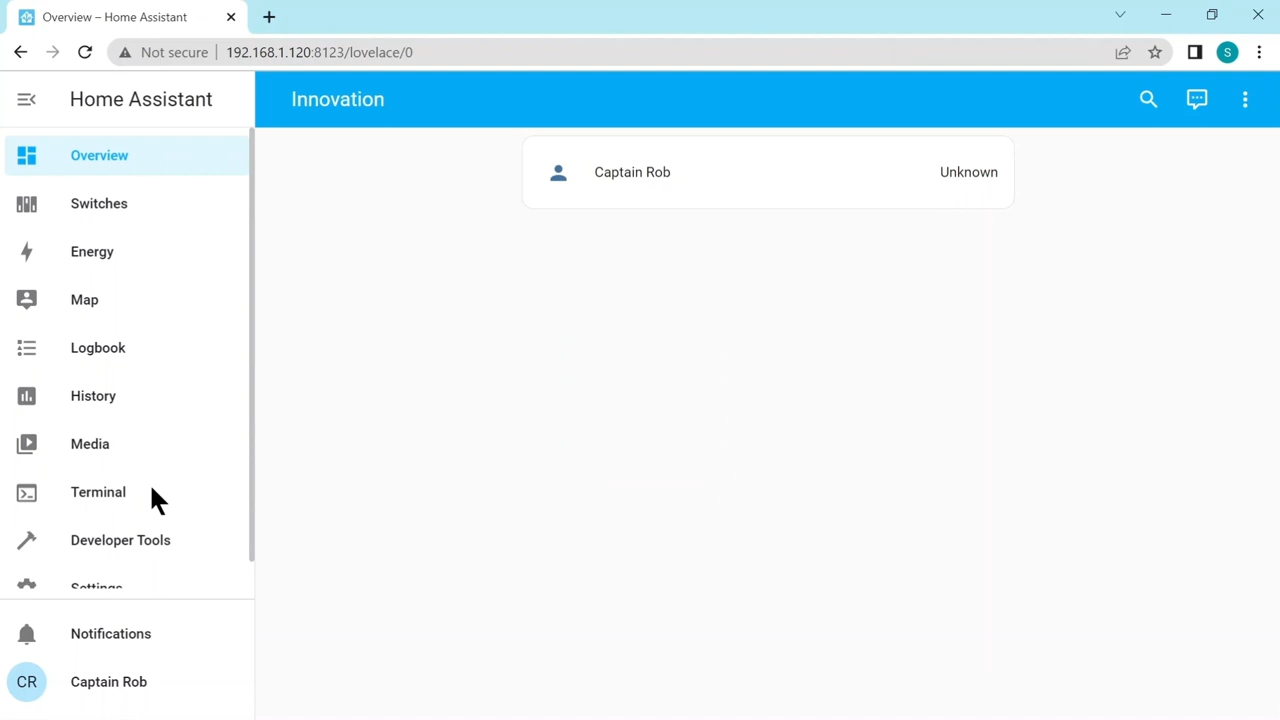 Overview – Home Assistant
Not secure
192.168.1.120:8123/lovelace/0
S
Home Assistant
Innovation
Overview
Captain Rob
Unknown
Switches
Energy
Map
Logbook
History
Media
Terminal
Developer Tools
Settings
Notifications
CR
Captain Rob